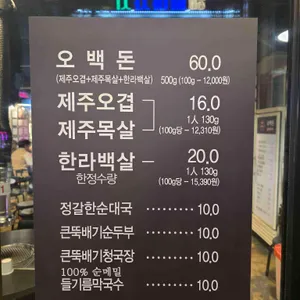 오 백 돈 60.0
(제주오겹+제주목살+한라백살) 500g (100g – 12,000원)
제주오겹 16.0
1人 130g
제주목살 (100g당 – 12,310원)
한라백살 20.0
한정수량 1人 130g
(100g당 – 15,390원)
정갈한순대국 ········· 10.0
큰뚝배기순두부 ······ 10.0
큰뚝배기청국장 ······ 10.0
100% 순메밀
들기름막국수 ········· 10.0